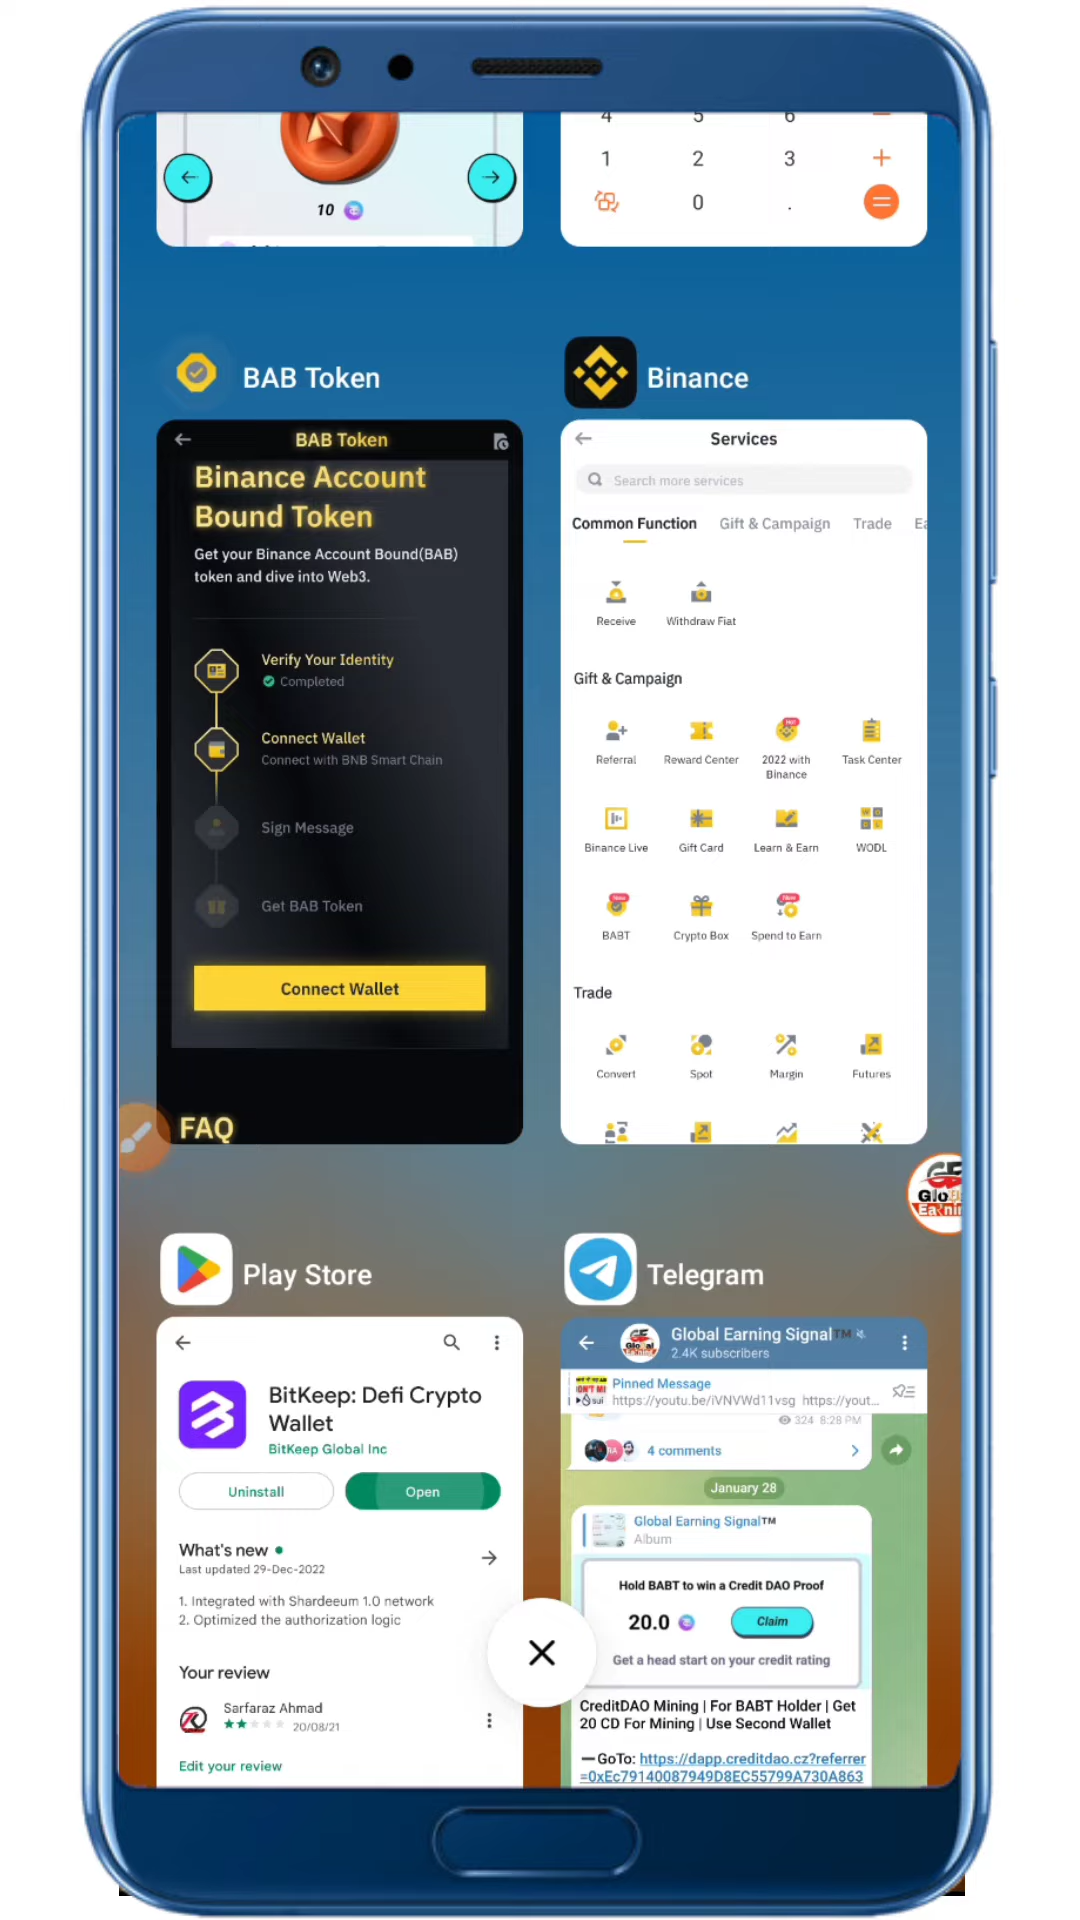 4 5 6 −
1 2 3 +
0 . =
10
BAB Token
Binance
BAB Token
Binance Account
Bound Token
Get your Binance Account Bound(BAB)
token and dive into Web3.
Verify Your Identity
Completed
Connect Wallet
Connect with BNB Smart Chain
Sign Message
Get BAB Token
Connect Wallet
FAQ
Services
Search more services
Common Function Gift & Campaign Trade Ea
Receive Withdraw Fiat
Gift & Campaign
Referral Reward Center 2022 with Binance Task Center
Binance Live Gift Card Learn & Earn WODL
BABT Crypto Box Spend to Earn
Trade
Convert Spot Margin Futures
GE
Glo
Earni
Play Store
Telegram
BitKeep: Defi Crypto
Wallet
BitKeep Global Inc
Uninstall Open
What's new
Last updated 29-Dec-2022
1. Integrated with Shardeeum 1.0 network
2. Optimized the authorization logic
Your review
Sarfaraz Ahmad
20/08/21
Edit your review
Global Earning Signal™
2.4K subscribers
Pinned Message
https://youtu.be/iVNVWd11vsg https://yout...
324 8:28 PM
4 comments
January 28
Global Earning Signal™
Album
Hold BABT to win a Credit DAO Proof
20.0 Claim
Get a head start on your credit rating
CreditDAO Mining | For BABT Holder | Get
20 CD For Mining | Use Second Wallet
—GoTo: https://dapp.creditdao.cz?referrer
=0xEc79140087949D8EC55799A730A863